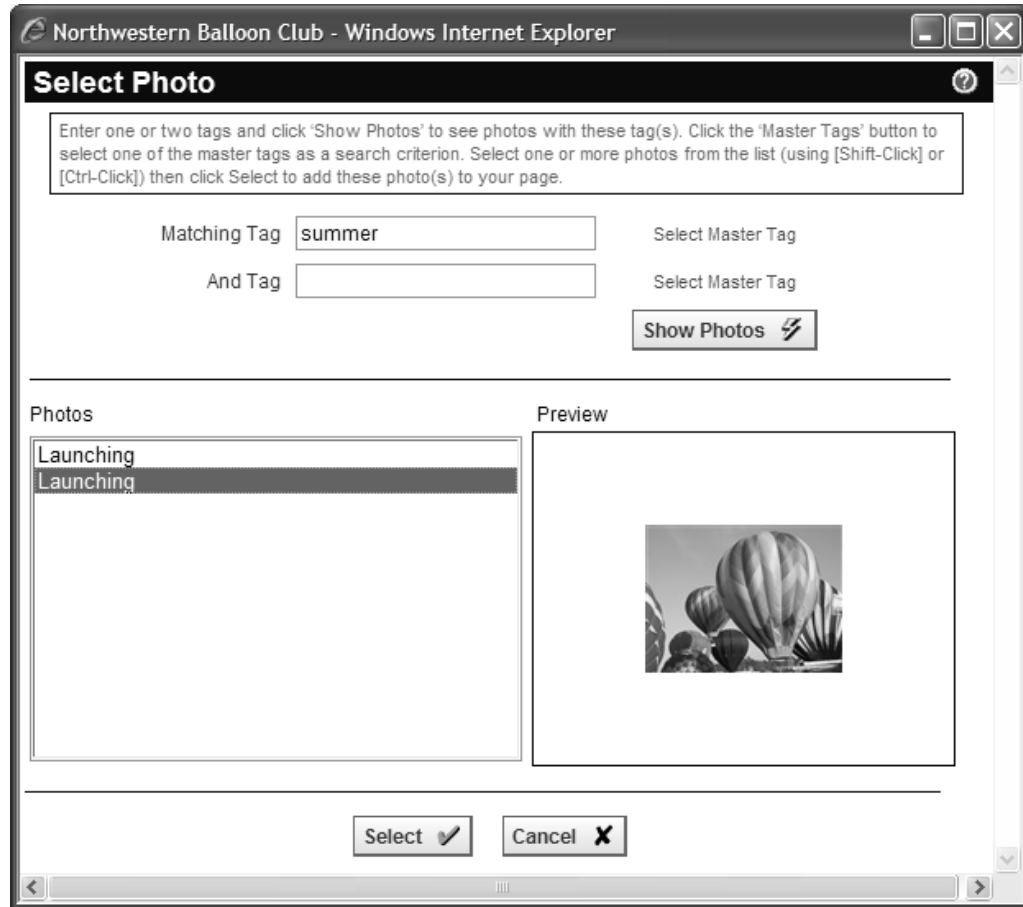 Northwestern Balloon Club - Windows Internet Explorer
Select Photo
Enter one or two tags and click ‘Show Photos’ to see photos with these tag(s). Click the ‘Master Tags’ button to
select one of the master tags as a search criterion. Select one or more photos from the list (using [Shift-Click] or
[Ctrl-Click]) then click Select to add these photo(s) to your page.
Matching Tag summer Select Master Tag
And Tag Select Master Tag
Show Photos
Photos Preview
Launching
Launching
Select Cancel